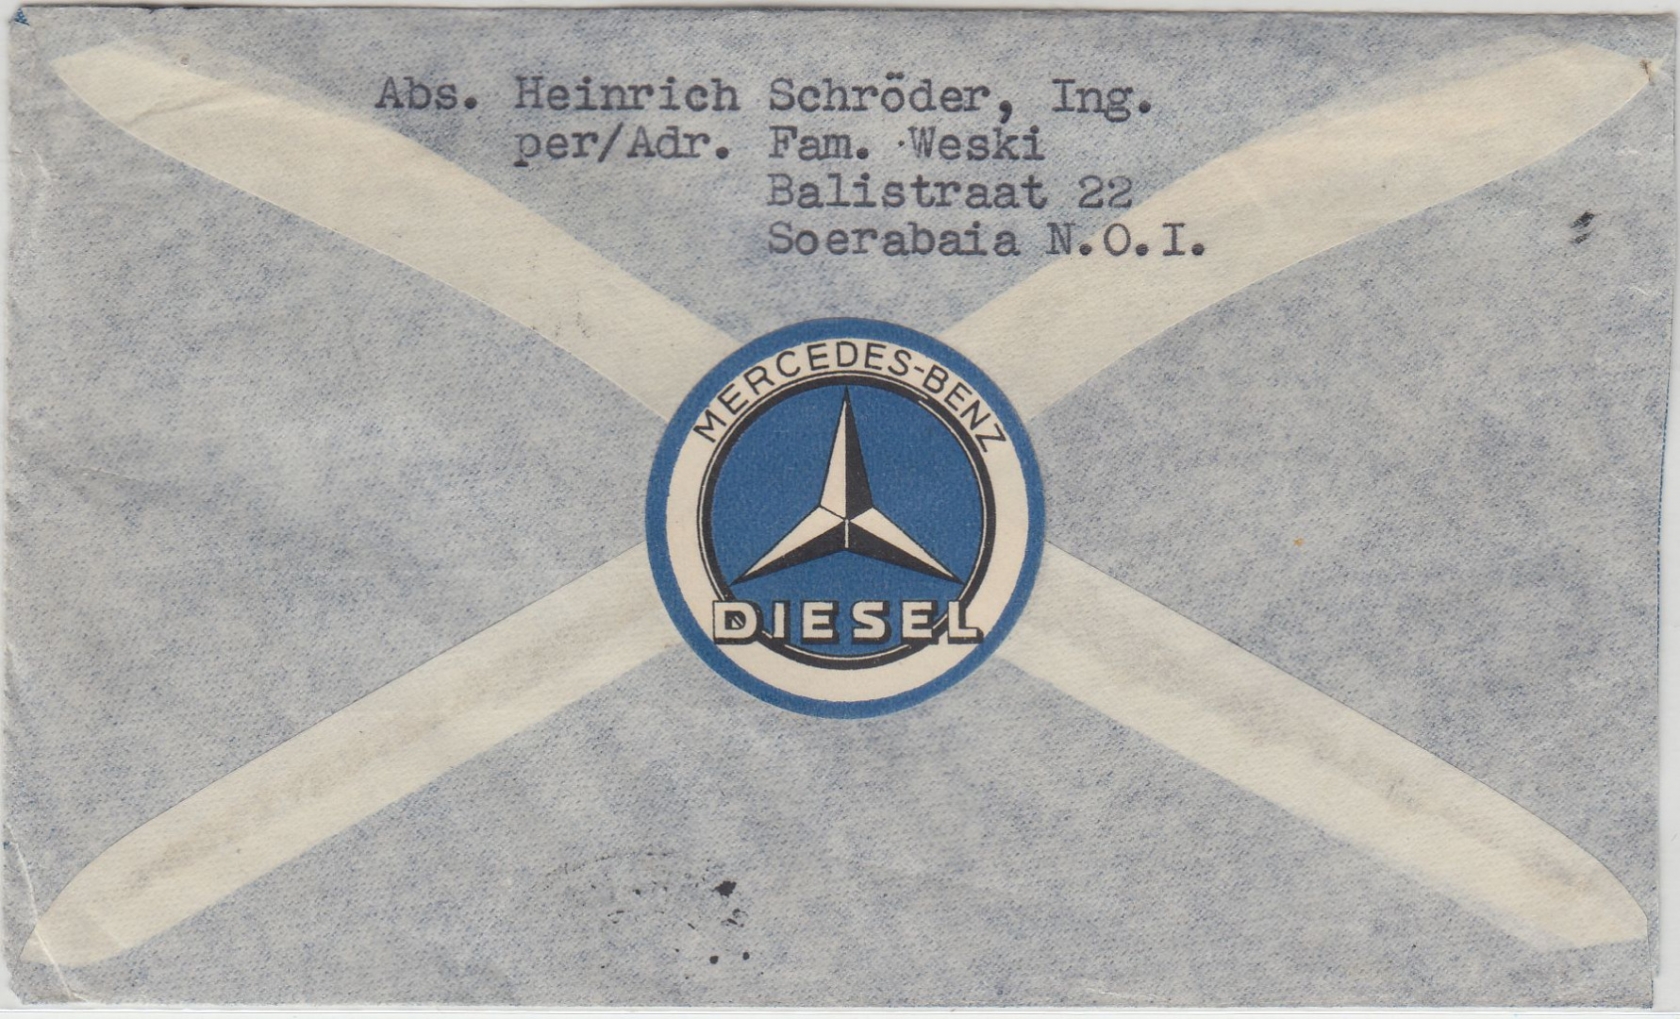 Abs. Heinrich Schröder, Ing.
per/Adr. Fam. Weski
Balistraat 22
Soerabaia N.O.I.
MERCEDES-BENZ
DIESEL